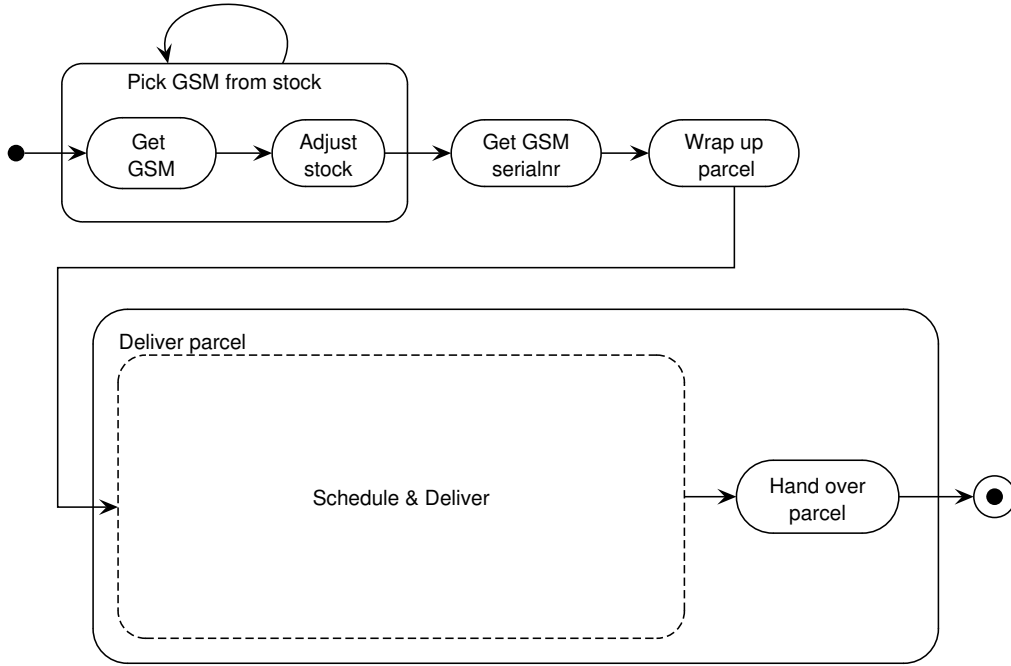 Pick GSM from stock
Get
GSM
Adjust
stock
Get GSM
serialnr
Wrap up
parcel
Deliver parcel
Schedule & Deliver
Hand over
parcel